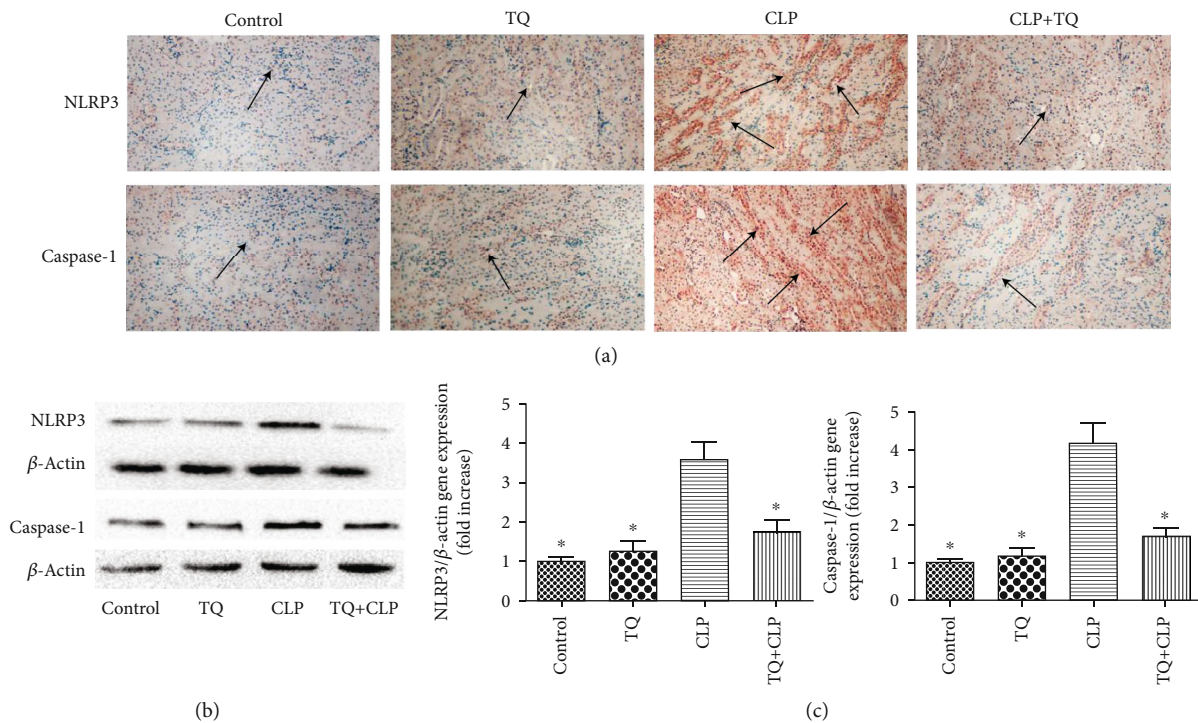 Control TQ CLP CLP+TQ
NLRP3
Caspase-1
(a)
NLRP3
β-Actin
Caspase-1
β-Actin
Control TQ CLP TQ+CLP
(b)
NLRP3/β-actin gene expression
(fold increase)
5
4
3
2
1
0
* * *
Control TQ CLP TQ+CLP
Caspase-1/β-actin gene
expression (fold increase)
5
4
3
2
1
0
* * *
Control TQ CLP TQ+CLP
(c)